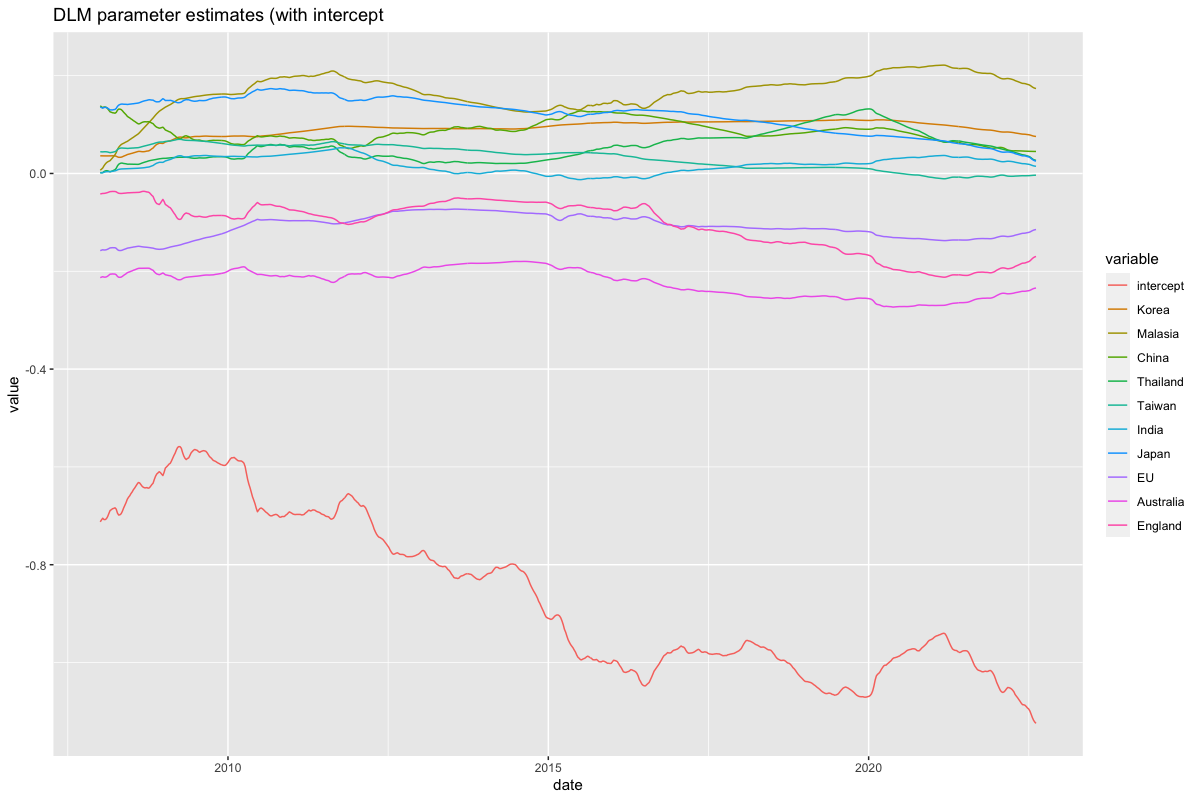 DLM parameter estimates (with intercept
value
0.0
-0.4
-0.8
2010
2015
2020
date
variable
intercept
Korea
Malasia
China
Thailand
Taiwan
India
Japan
EU
Australia
England